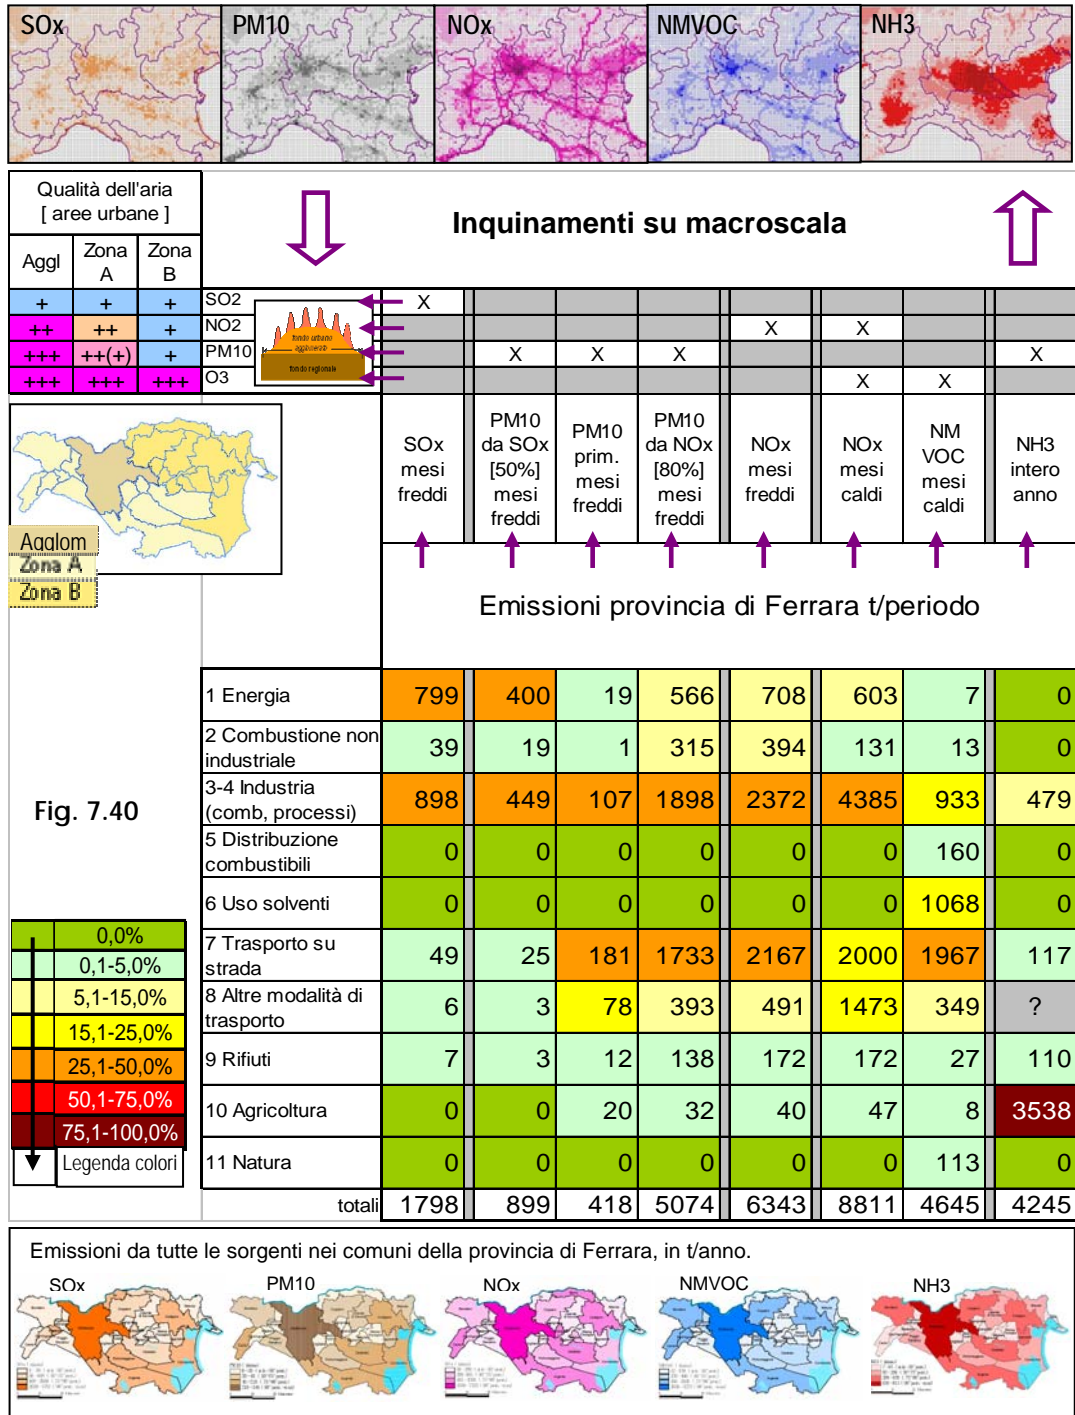 SOx PM10 NOx NMVOC NH3
Qualità dell'aria
[ aree urbane ]
Aggl Zona A Zona B
Inquinamenti su macroscala
+ + + SO2 X
++ ++ + NO2 X X
+++ ++(+) + PM10 X X X X
+++ +++ +++ O3 X X
fondo urbano
agglomerato
fondo regionale
Agglom
Zona A
Zona B
SOx mesi freddi
PM10 da SOx [50%] mesi freddi
PM10 prim. mesi freddi
PM10 da NOx [80%] mesi freddi
NOx mesi freddi
NOx mesi caldi
NM VOC mesi caldi
NH3 intero anno
Emissioni provincia di Ferrara t/periodo
1 Energia 799 400 19 566 708 603 7 0
2 Combustione non industriale 39 19 1 315 394 131 13 0
3-4 Industria (comb, processi) 898 449 107 1898 2372 4385 933 479
5 Distribuzione combustibili 0 0 0 0 0 0 160 0
6 Uso solventi 0 0 0 0 0 0 1068 0
7 Trasporto su strada 49 25 181 1733 2167 2000 1967 117
8 Altre modalità di trasporto 6 3 78 393 491 1473 349 ?
9 Rifiuti 7 3 12 138 172 172 27 110
10 Agricoltura 0 0 20 32 40 47 8 3538
11 Natura 0 0 0 0 0 0 113 0
totali 1798 899 418 5074 6343 8811 4645 4245
Fig. 7.40
0,0%
0,1-5,0%
5,1-15,0%
15,1-25,0%
25,1-50,0%
50,1-75,0%
75,1-100,0%
Legenda colori
Emissioni da tutte le sorgenti nei comuni della provincia di Ferrara, in t/anno.
SOx PM10 NOx NMVOC NH3